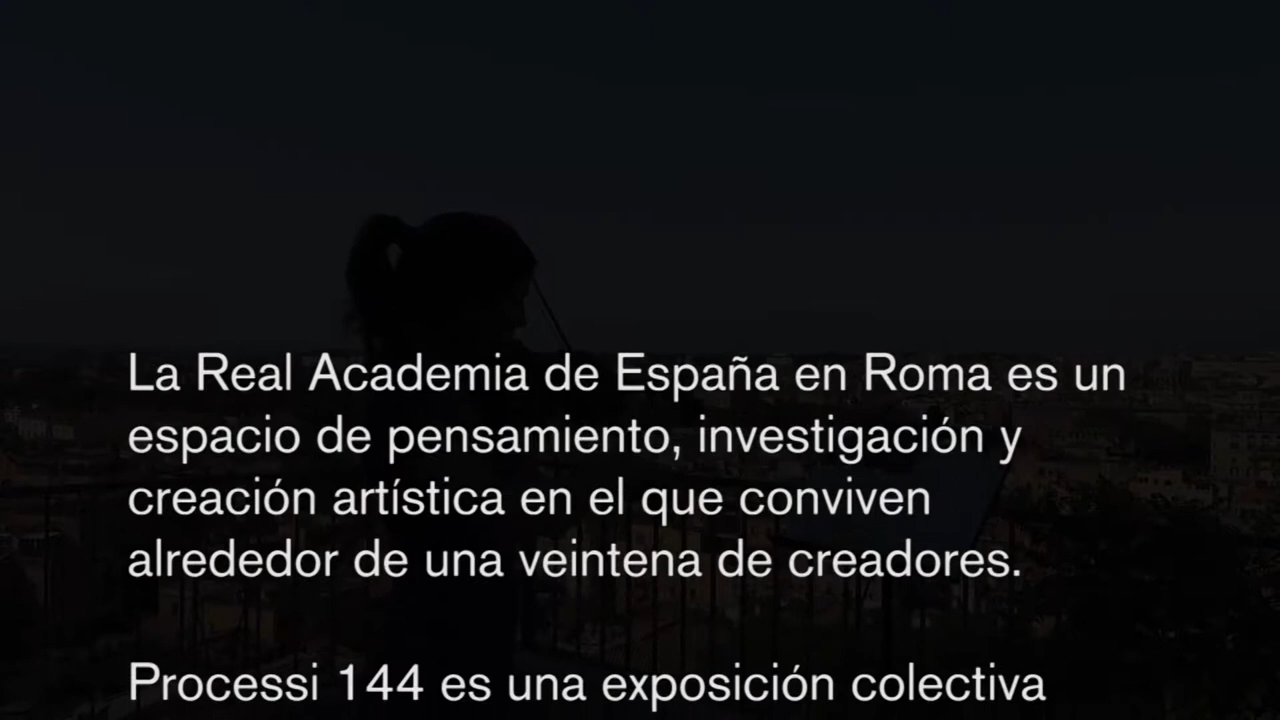 La Real Academia de España en Roma es un
espacio de pensamiento, investigación y
creación artística en el que conviven
alrededor de una veintena de creadores.
Processi 144 es una exposición colectiva